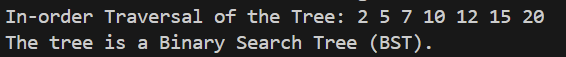 In-order Traversal of the Tree: 2 5 7 10 12 15 20
The tree is a Binary Search Tree (BST).